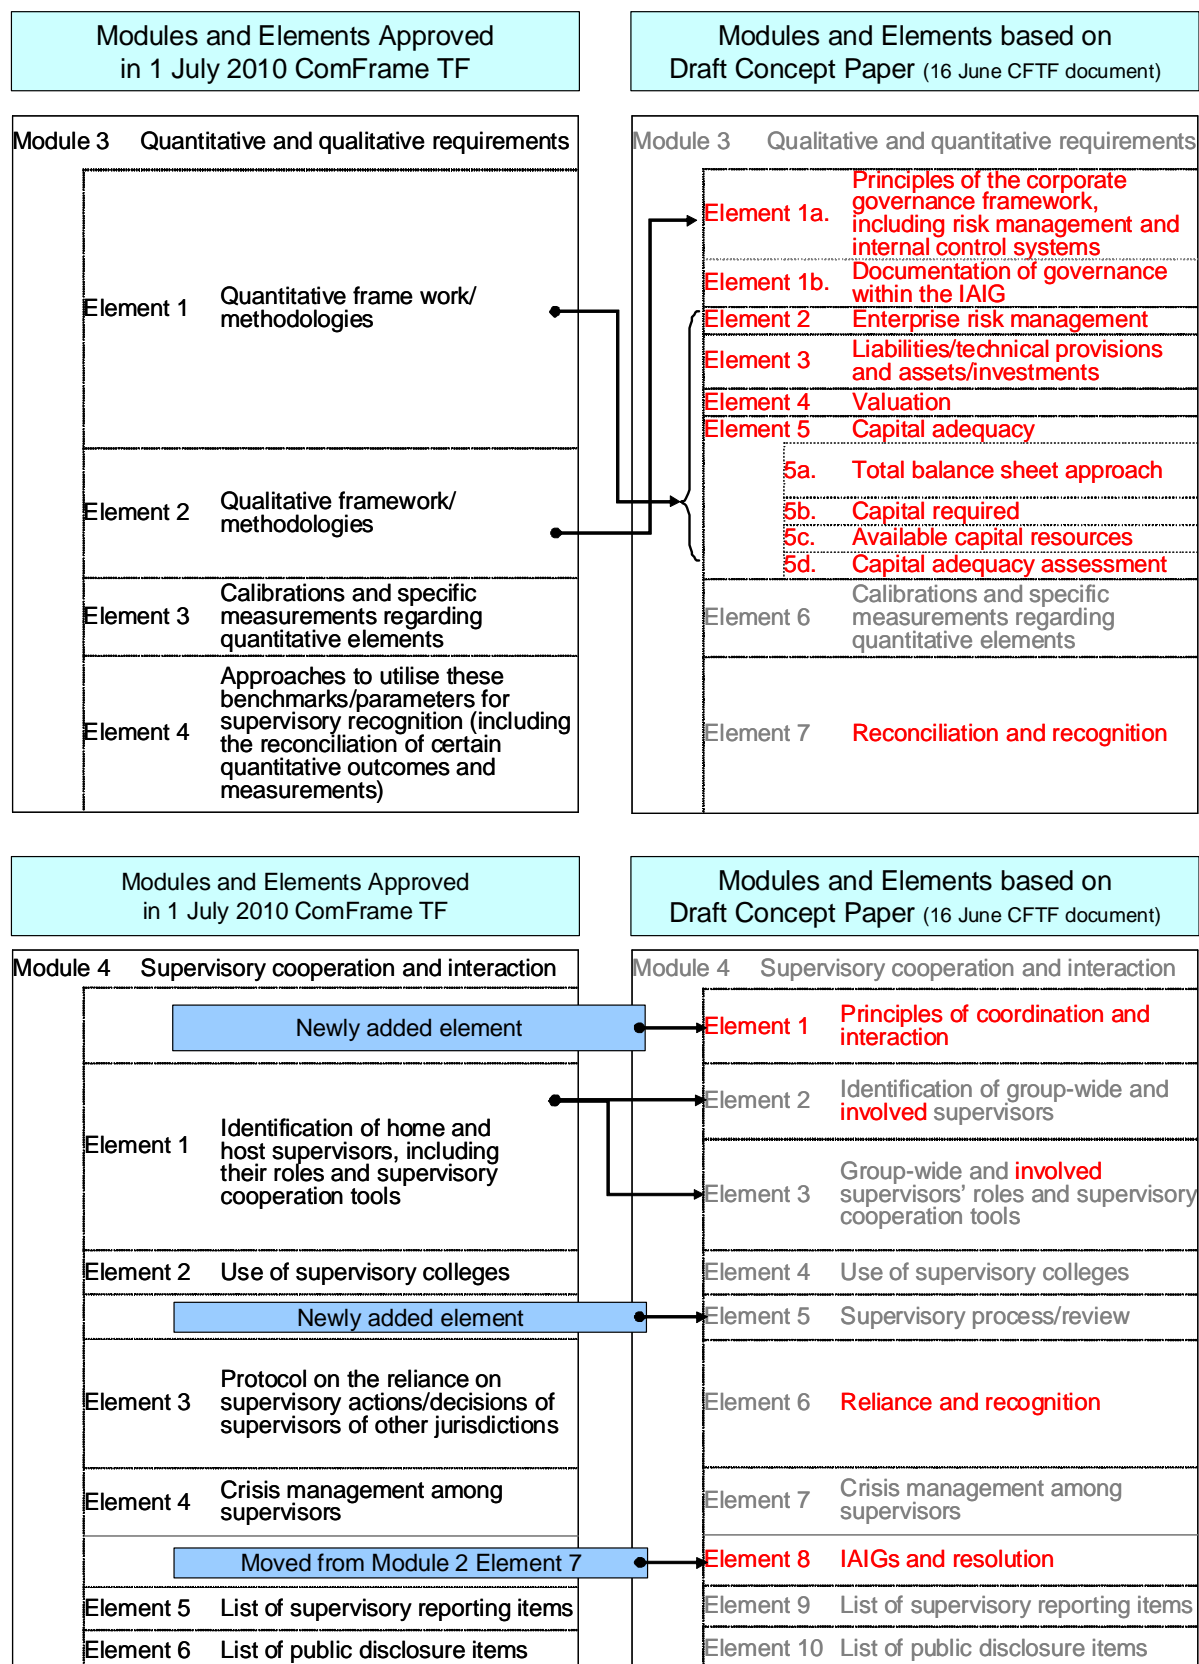 Modules and Elements Approved
in 1 July 2010 ComFrame TF
Modules and Elements based on
Draft Concept Paper (16 June CFTF document)
Module 3 Quantitative and qualitative requirements
Element 1 Quantitative frame work/
methodologies
Element 2 Qualitative framework/
methodologies
Element 3 Calibrations and specific
measurements regarding
quantitative elements
Element 4 Approaches to utilise these
benchmarks/parameters for
supervisory recognition (including
the reconciliation of certain
quantitative outcomes and
measurements)
Module 3 Qualitative and quantitative requirements
Element 1a. Principles of the corporate
governance framework,
including risk management and
internal control systems
Element 1b. Documentation of governance
within the IAIG
Element 2 Enterprise risk management
Element 3 Liabilities/technical provisions
and assets/investments
Element 4 Valuation
Element 5 Capital adequacy
5a. Total balance sheet approach
5b. Capital required
5c. Available capital resources
5d. Capital adequacy assessment
Element 6 Calibrations and specific
measurements regarding
quantitative elements
Element 7 Reconciliation and recognition
Modules and Elements Approved
in 1 July 2010 ComFrame TF
Modules and Elements based on
Draft Concept Paper (16 June CFTF document)
Module 4 Supervisory cooperation and interaction
Newly added element
Element 1 Identification of home and
host supervisors, including
their roles and supervisory
cooperation tools
Element 2 Use of supervisory colleges
Newly added element
Element 3 Protocol on the reliance on
supervisory actions/decisions of
supervisors of other jurisdictions
Element 4 Crisis management among
supervisors
Moved from Module 2 Element 7
Element 5 List of supervisory reporting items
Element 6 List of public disclosure items
Module 4 Supervisory cooperation and interaction
Element 1 Principles of coordination and
interaction
Element 2 Identification of group-wide and
involved supervisors
Element 3 Group-wide and involved
supervisors' roles and supervisory
cooperation tools
Element 4 Use of supervisory colleges
Element 5 Supervisory process/review
Element 6 Reliance and recognition
Element 7 Crisis management among
supervisors
Element 8 IAIGs and resolution
Element 9 List of supervisory reporting items
Element 10 List of public disclosure items